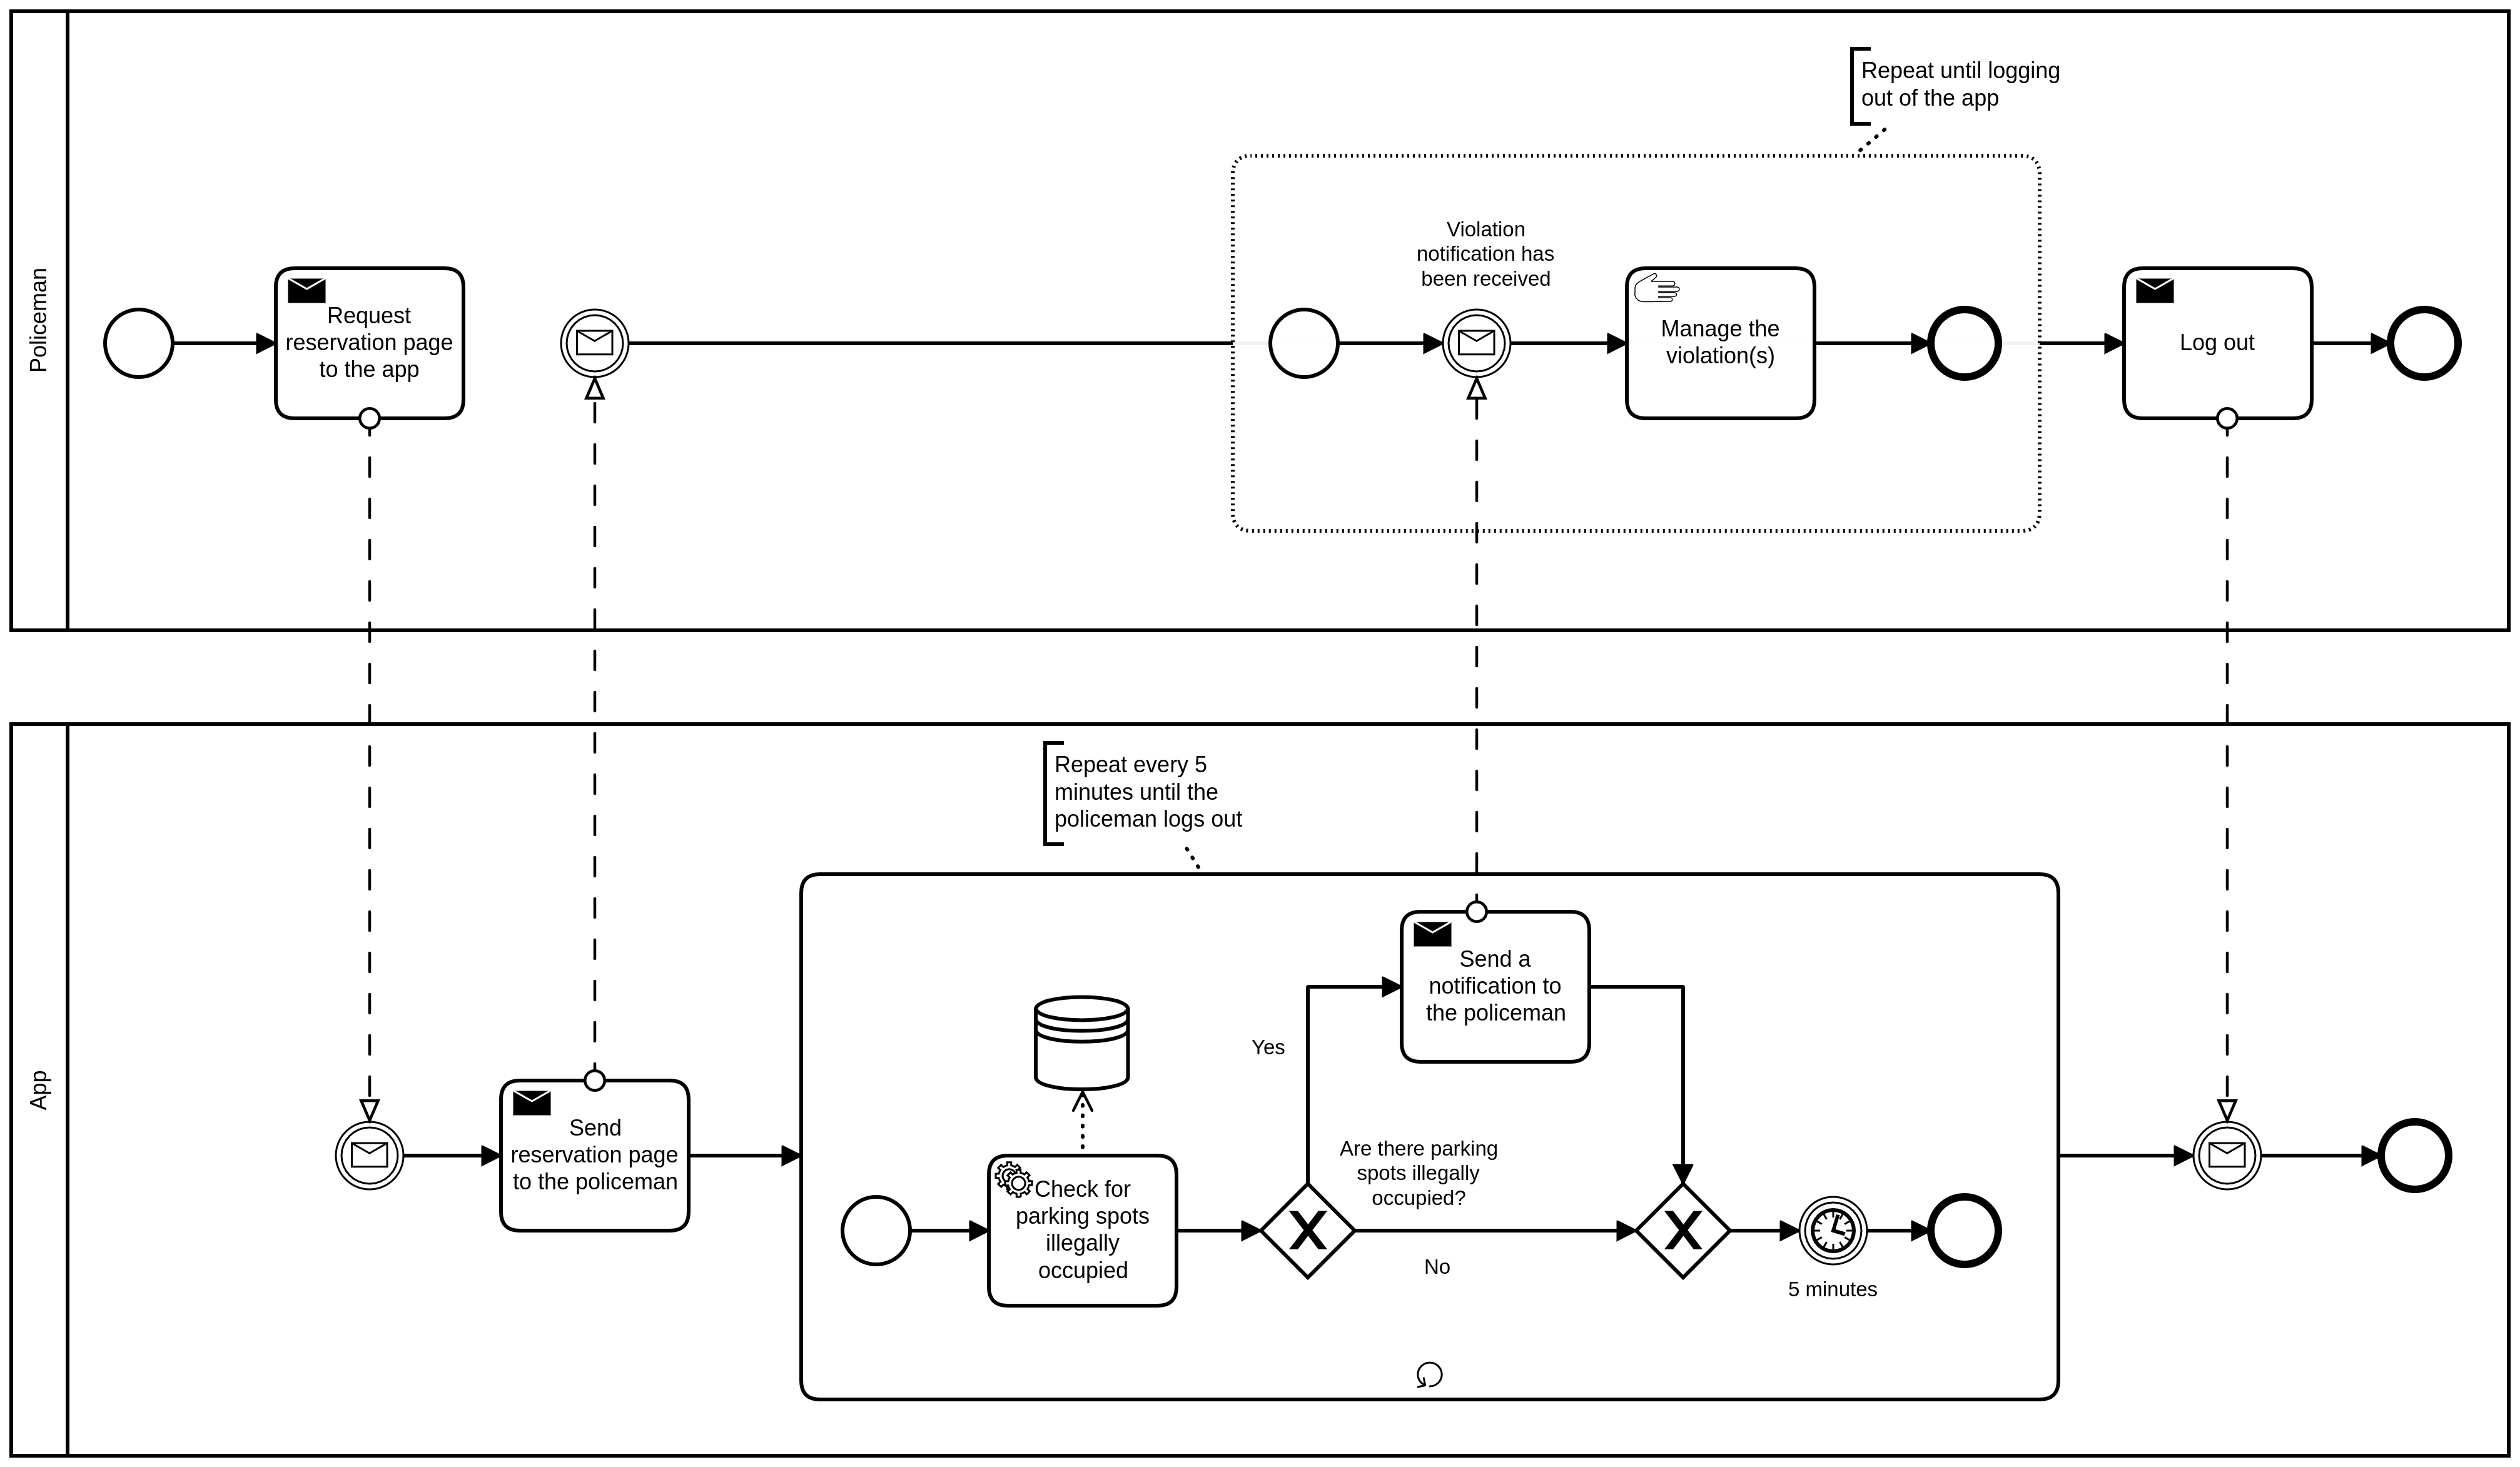 Policeman
Repeat until logging
out of the app
Violation
notification has
been received
Request
reservation page
to the app
Manage the
violation(s)
Log out
App
Repeat every 5
minutes until the
policeman logs out
Send a
notification to
the policeman
Yes
Send
reservation page
to the policeman
Are there parking
spots illegally
occupied?
Check for
parking spots
illegally
occupied
No
5 minutes